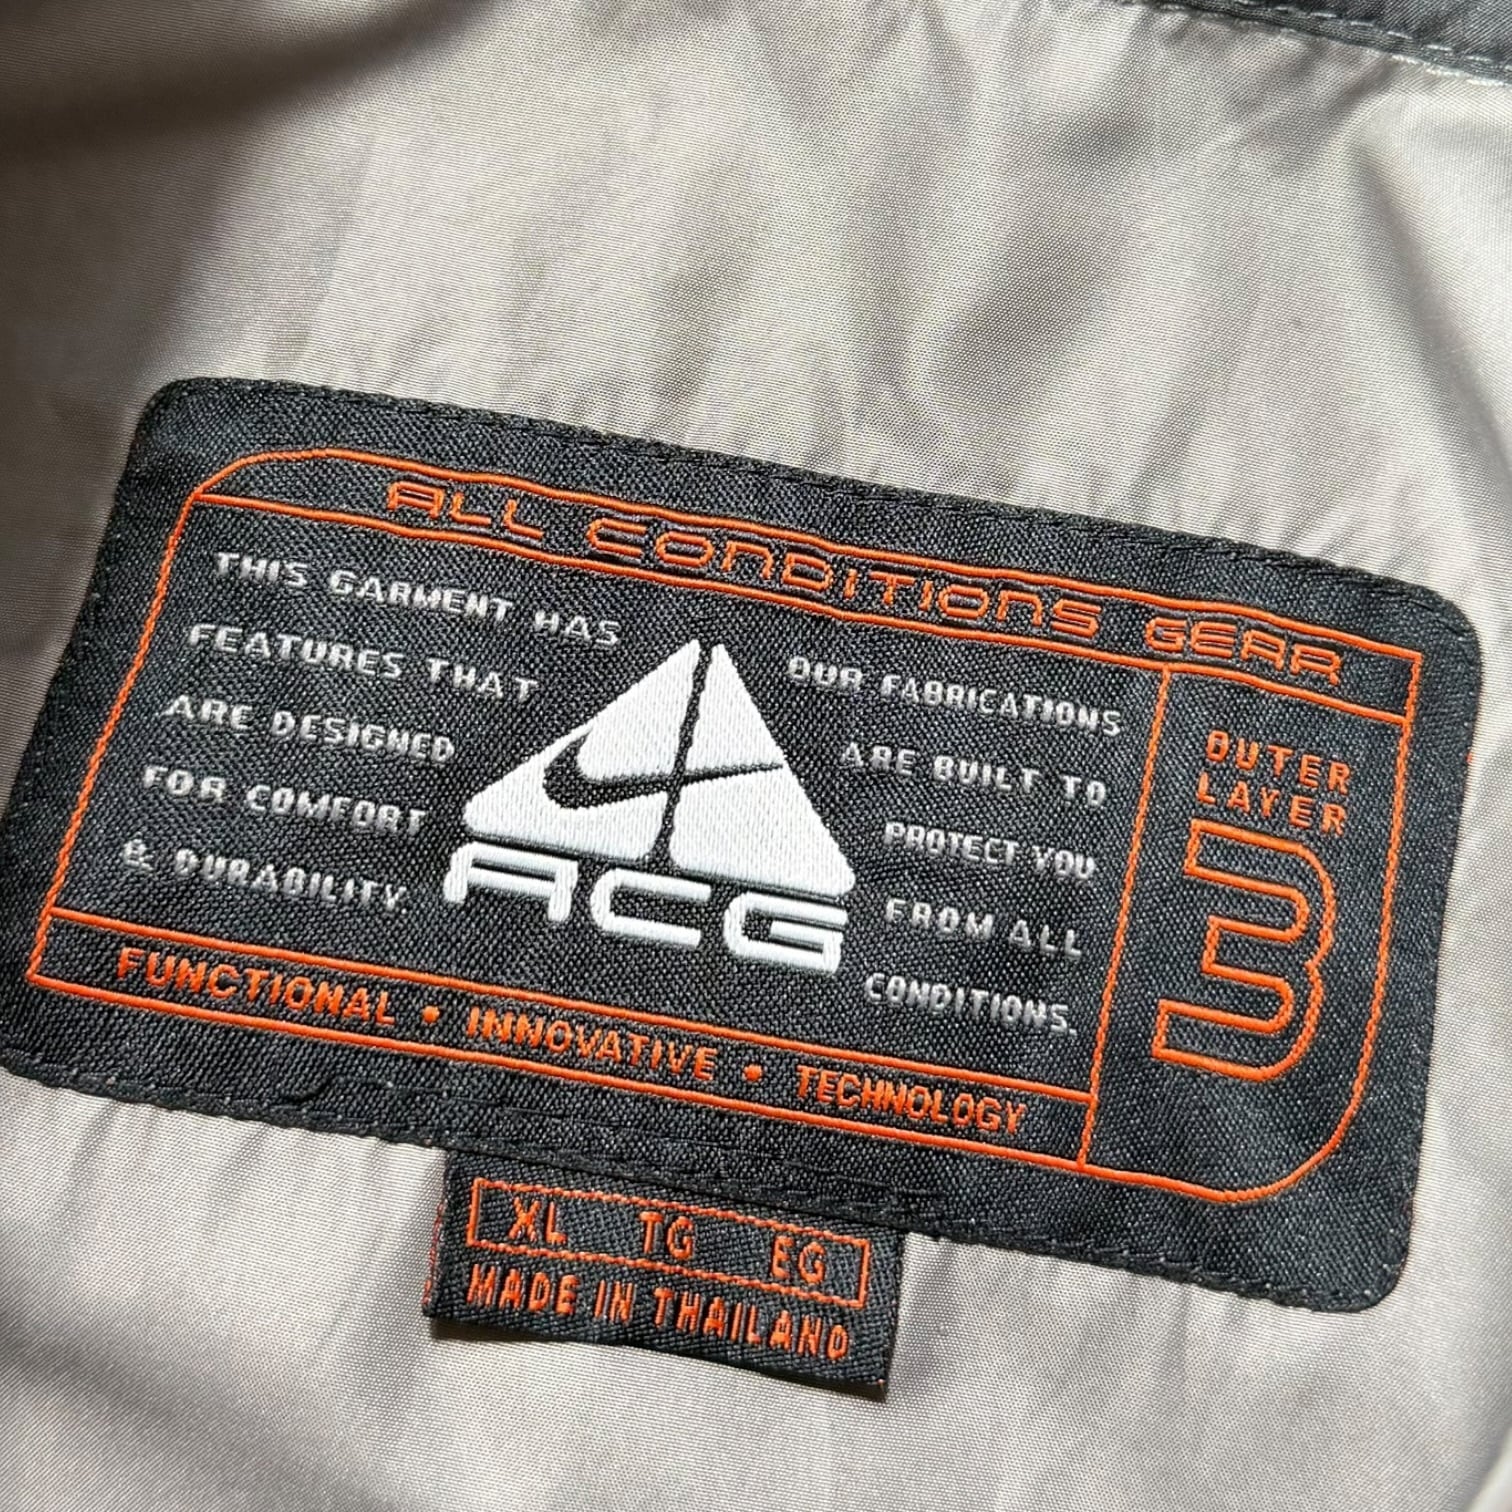 ALL CONDITIONS GEAR
THIS GARMENT HAS
FEATURES THAT
ARE DESIGNED
FOR COMFORT
& DURABILITY.
ACG
OUR FABRICATIONS
ARE BUILT TO
PROTECT YOU
FROM ALL
CONDITIONS.
OUTER
LAYER
3
FUNCTIONAL • INNOVATIVE • TECHNOLOGY
XL TG EG
MADE IN THAILAND